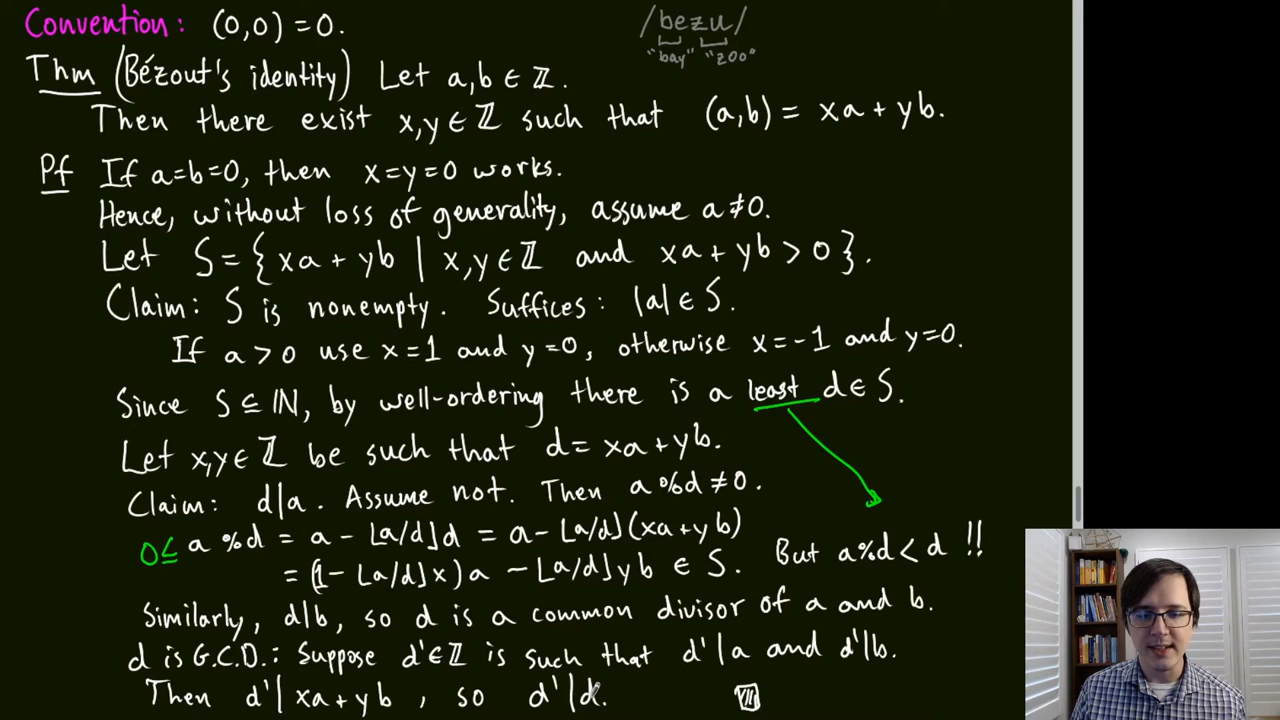 Convention: (0,0) = 0.
/bezu/
"bay" "zoo"
Thm (Bézout's identity) Let a,b ∈ ℤ.
Then there exist x,y ∈ ℤ such that (a,b) = xa + yb.
Pf If a=b=0, then x=y=0 works.
Hence, without loss of generality, assume a≠0.
Let S = { xa + yb | x,y ∈ ℤ and xa + yb > 0 }.
Claim: S is nonempty. Suffices: |a| ∈ S.
If a > 0 use x=1 and y=0, otherwise x=-1 and y=0.
Since S ⊆ ℕ, by well-ordering there is a least d ∈ S.
Let x,y ∈ ℤ be such that d = xa + yb.
Claim: d|a. Assume not. Then a % d ≠ 0.
0 ≤ a % d = a - ⌊a/d⌋d = a - ⌊a/d⌋(xa + yb)
= (1 - ⌊a/d⌋x)a - ⌊a/d⌋yb ∈ S. But a%d < d !!
Similarly, d|b, so d is a common divisor of a and b.
d is G.C.D.: Suppose d' ∈ ℤ is such that d'|a and d'|b.
Then d' | xa + yb, so d'|d.